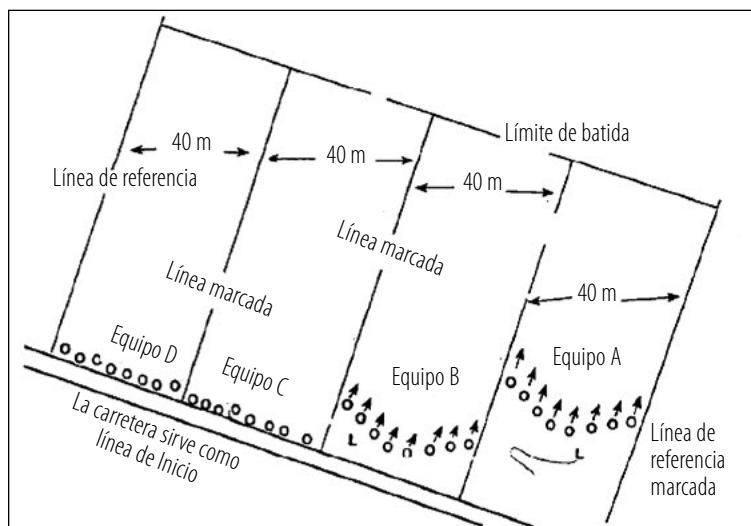 Límite de batida
40 m
40 m
40 m
Línea de referencia
Línea marcada
Línea marcada
40 m
Equipo D
Equipo C
Equipo B
Equipo A
L
L
La carretera sirve como
línea de Inicio
Línea de
referencia
marcada